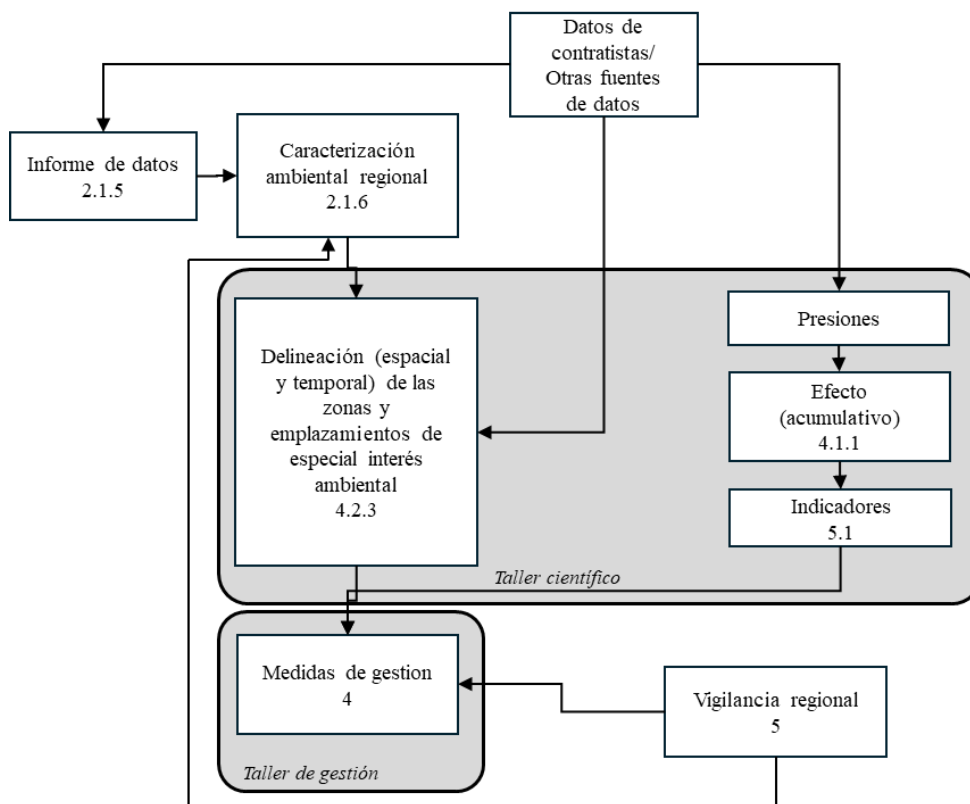 Datos de
contratistas/
Otras fuentes
de datos
Informe de datos
2.1.5
Caracterización
ambiental regional
2.1.6
Delineación (espacial
y temporal) de las
zonas y
emplazamientos de
especial interés
ambiental
4.2.3
Presiones
Efecto
(acumulativo)
4.1.1
Indicadores
5.1
Taller científico
Medidas de gestion
4
Taller de gestión
Vigilancia regional
5